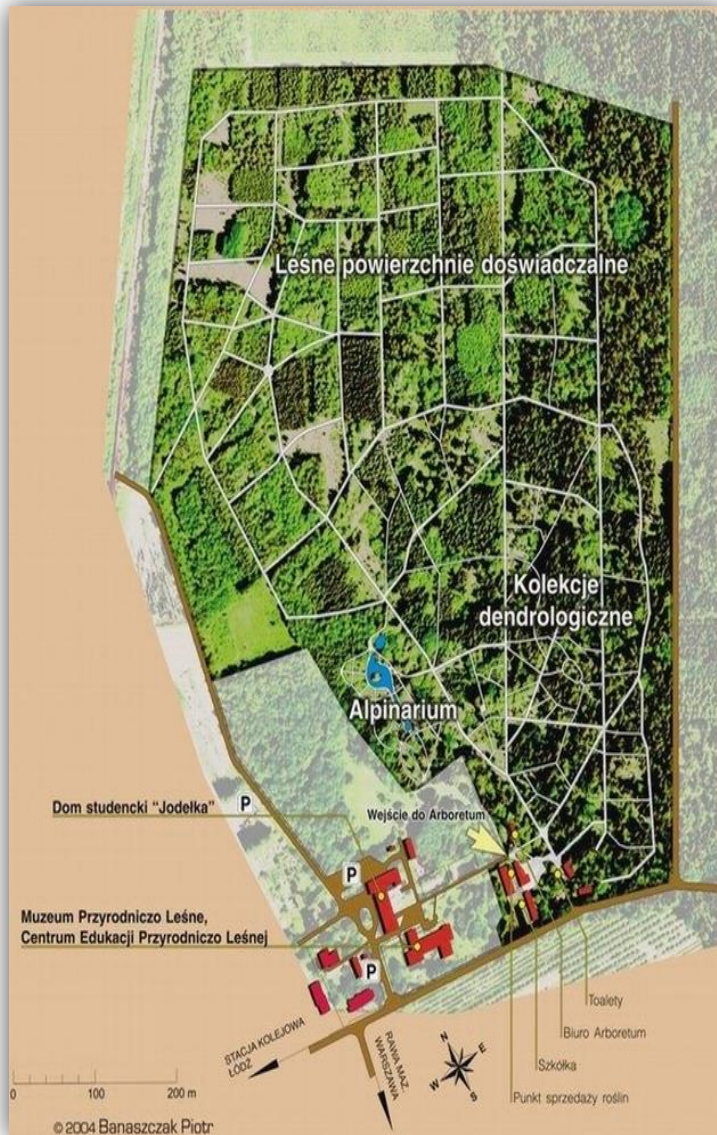 Leśne powierzchnie doświadczalne
Kolekcje
dendrologiczne
Alpinarium
Dom studencki "Jodełka"
P
Wejście do Arboretum
P
Muzeum Przyrodniczo Leśne,
Centrum Edukacji Przyrodniczo Leśnej
P
Toalety
Biuro Arboretum
Szkółka
Punkt sprzedaży roślin
STACJA KOLEJOWA
ŁÓDŹ
RAWA MAZ.
WARSZAWA
N
E
W
S
0 100 200 m
© 2004 Banaszczak Piotr